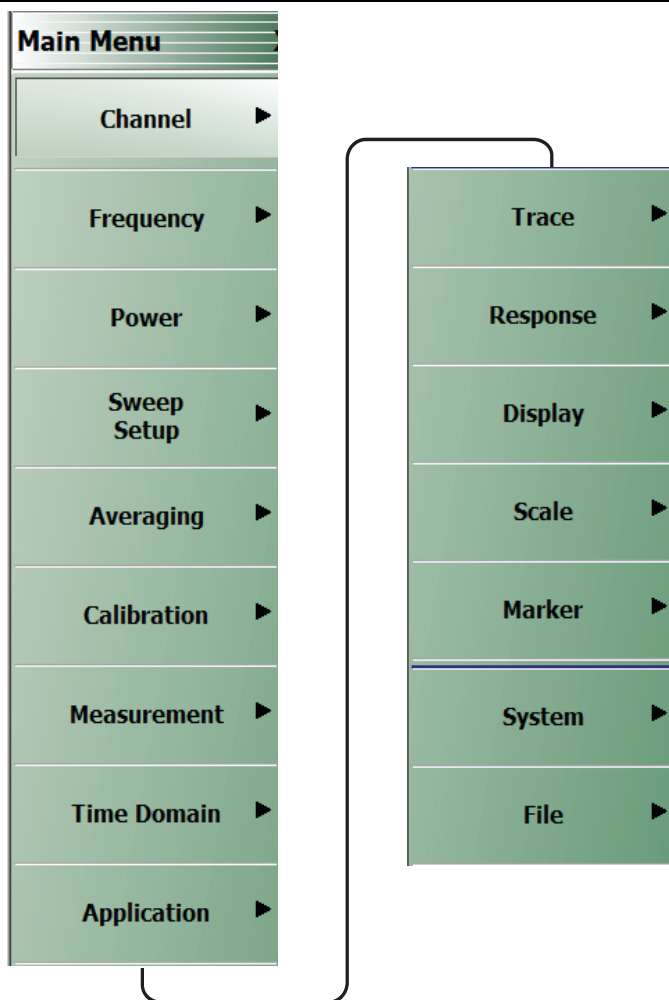 Main Menu
Channel
Frequency
Power
Sweep
Setup
Averaging
Calibration
Measurement
Time Domain
Application
Trace
Response
Display
Scale
Marker
System
File